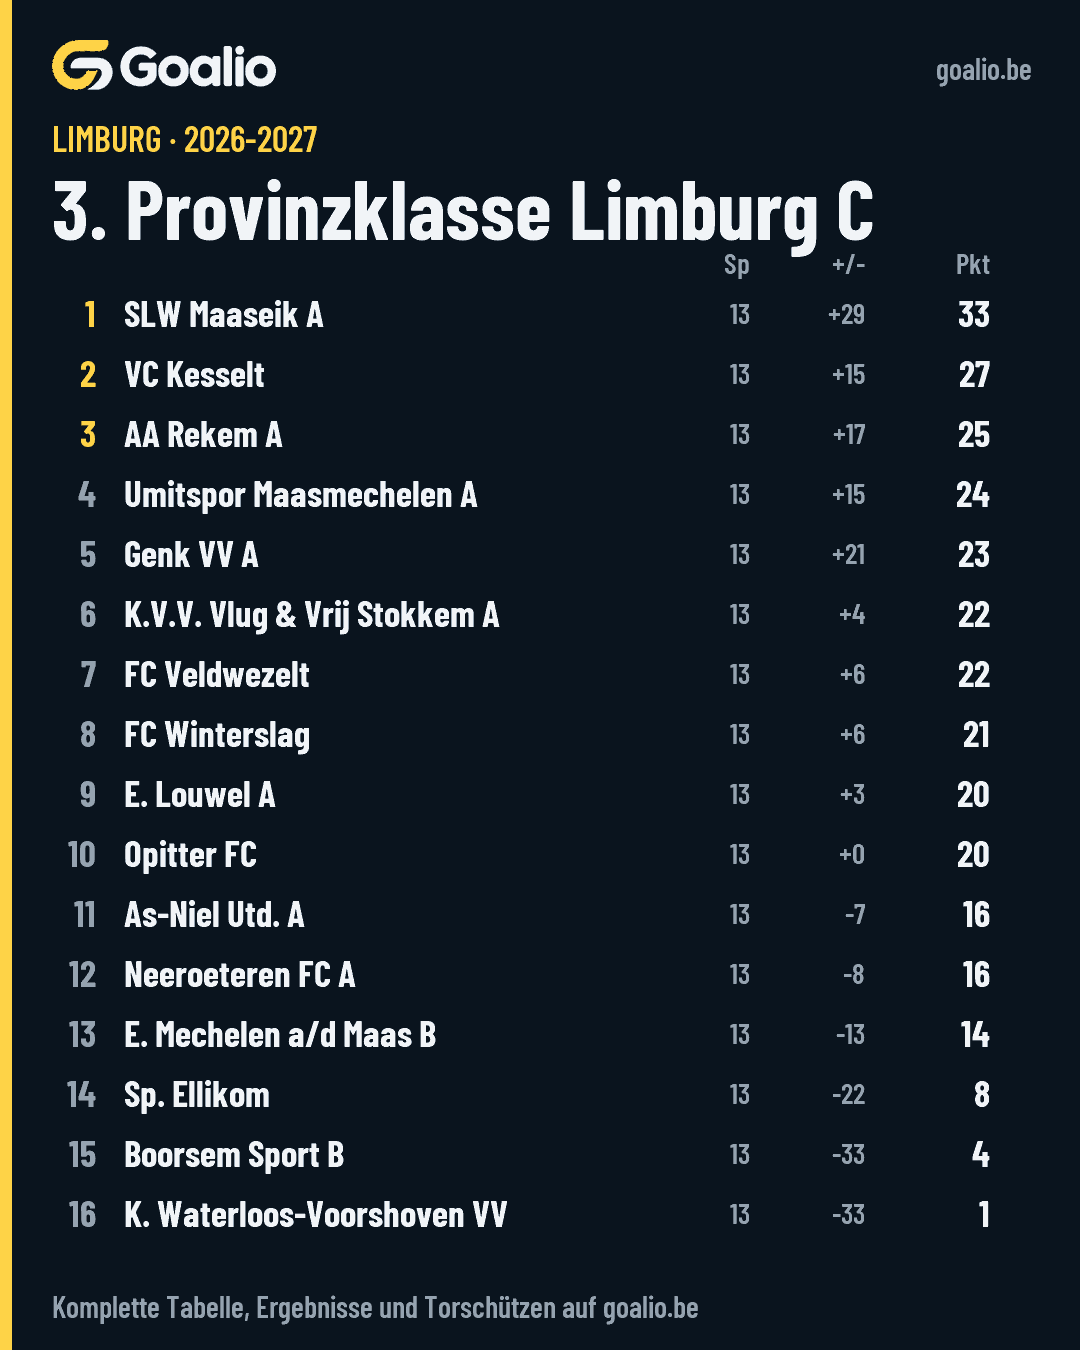 Goalio
goalio.be
LIMBURG · 2026-2027
3. Provinzklasse Limburg C
Sp +/- Pkt
1 SLW Maaseik A 13 +29 33
2 VC Kesselt 13 +15 27
3 AA Rekem A 13 +17 25
4 Umitspor Maasmechelen A 13 +15 24
5 Genk VV A 13 +21 23
6 K.V.V. Vlug & Vrij Stokkem A 13 +4 22
7 FC Veldwezelt 13 +6 22
8 FC Winterslag 13 +6 21
9 E. Louwel A 13 +3 20
10 Opitter FC 13 +0 20
11 As-Niel Utd. A 13 -7 16
12 Neeroeteren FC A 13 -8 16
13 E. Mechelen a/d Maas B 13 -13 14
14 Sp. Ellikom 13 -22 8
15 Boorsem Sport B 13 -33 4
16 K. Waterloos-Voorshoven VV 13 -33 1
Komplette Tabelle, Ergebnisse und Torschützen auf goalio.be